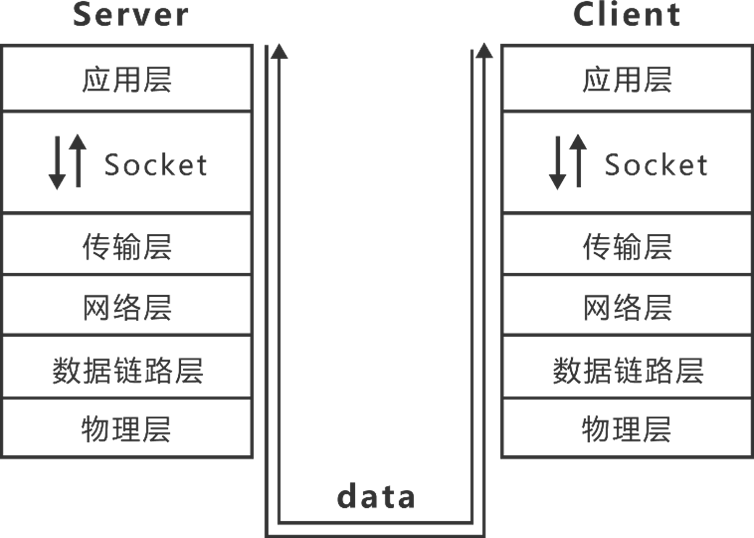 Server
应用层
Socket
传输层
网络层
数据链路层
物理层
data
Client
应用层
Socket
传输层
网络层
数据链路层
物理层